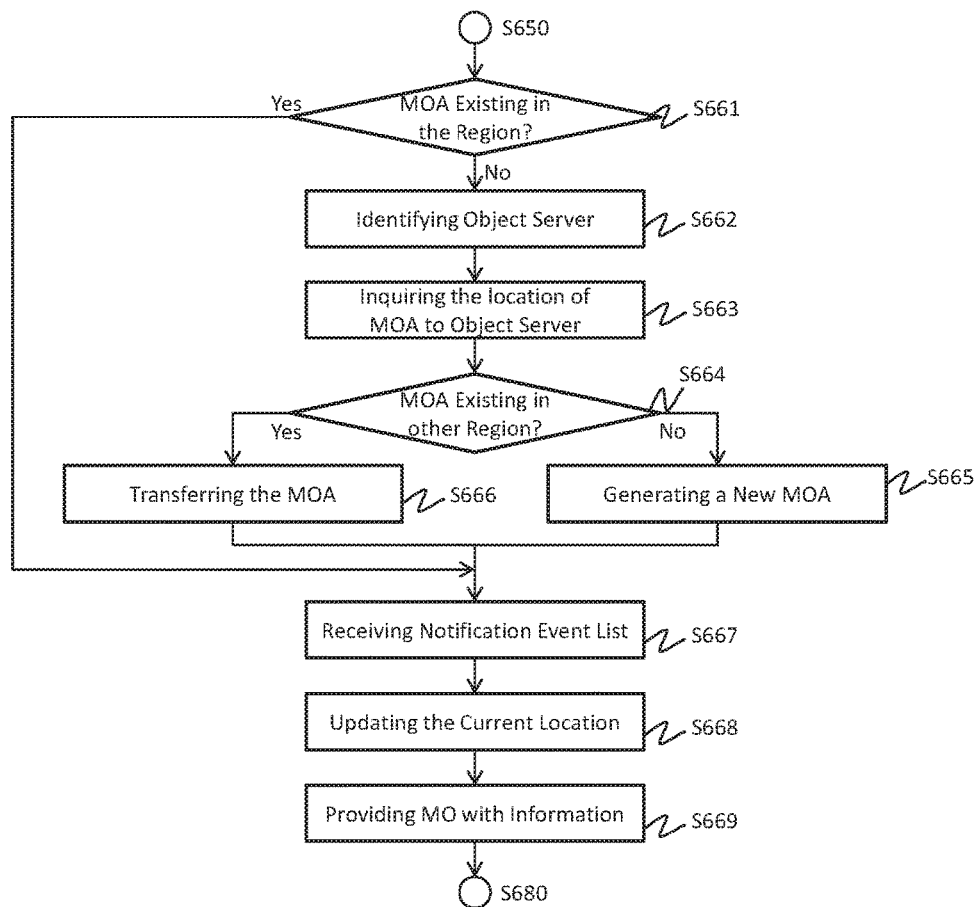 S650
Yes
MOA Existing in
the Region?
S661
No
Identifying Object Server
S662
Inquiring the location of
MOA to Object Server
S663
S664
MOA Existing in
other Region?
Yes
No
Transferring the MOA
S666
Generating a New MOA
S665
Receiving Notification Event List
S667
Updating the Current Location
S668
Providing MO with Information
S669
S680